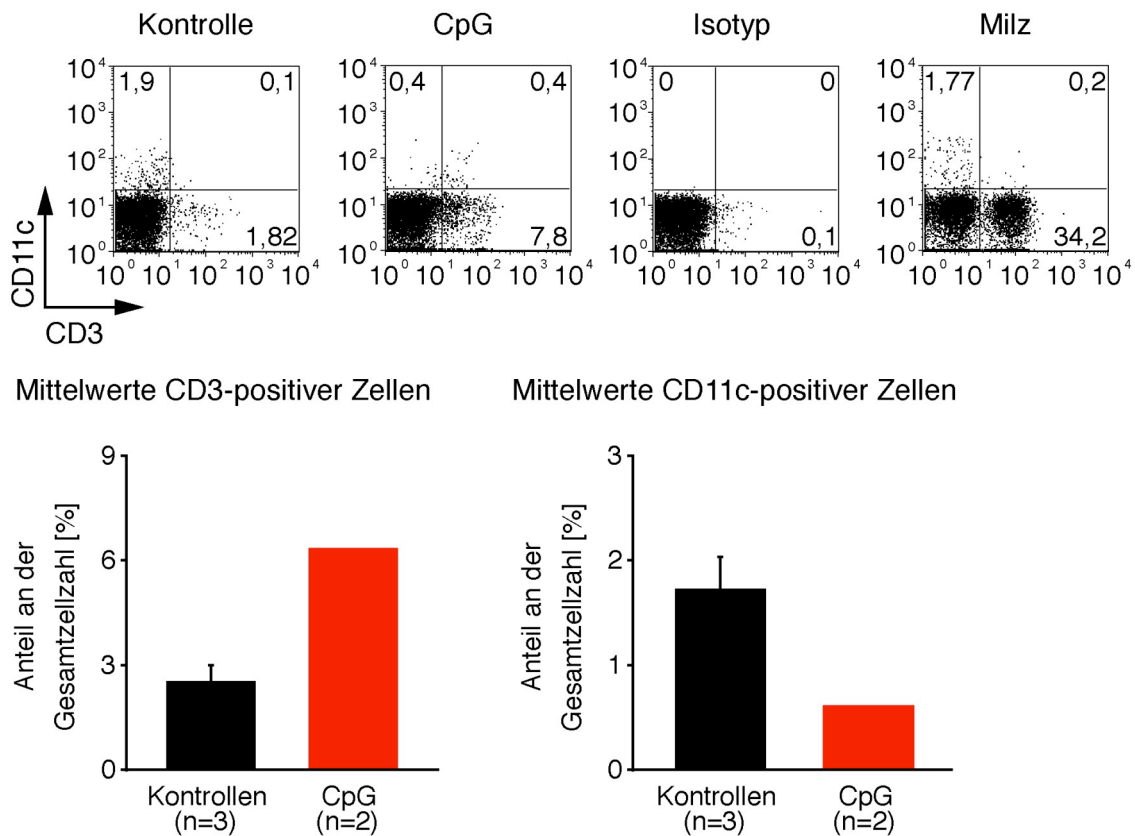 Kontrolle
CpG
Isotyp
Milz
10⁴
10³
10²
10¹
10⁰
1,9
0,1
1,82
10⁰ 10¹ 10² 10³ 10⁴
10⁴
10³
10²
10¹
10⁰
0,4
0,4
7,8
10⁰ 10¹ 10² 10³ 10⁴
10⁴
10³
10²
10¹
10⁰
0
0
0,1
10⁰ 10¹ 10² 10³ 10⁴
10⁴
10³
10²
10¹
10⁰
1,77
0,2
34,2
10⁰ 10¹ 10² 10³ 10⁴
CD11c
CD3
Mittelwerte CD3-positiver Zellen
Anteil an der
Gesamtzellzahl [%]
9
6
3
0
Kontrollen
(n=3)
CpG
(n=2)
Mittelwerte CD11c-positiver Zellen
Anteil an der
Gesamtzellzahl [%]
3
2
1
0
Kontrollen
(n=3)
CpG
(n=2)